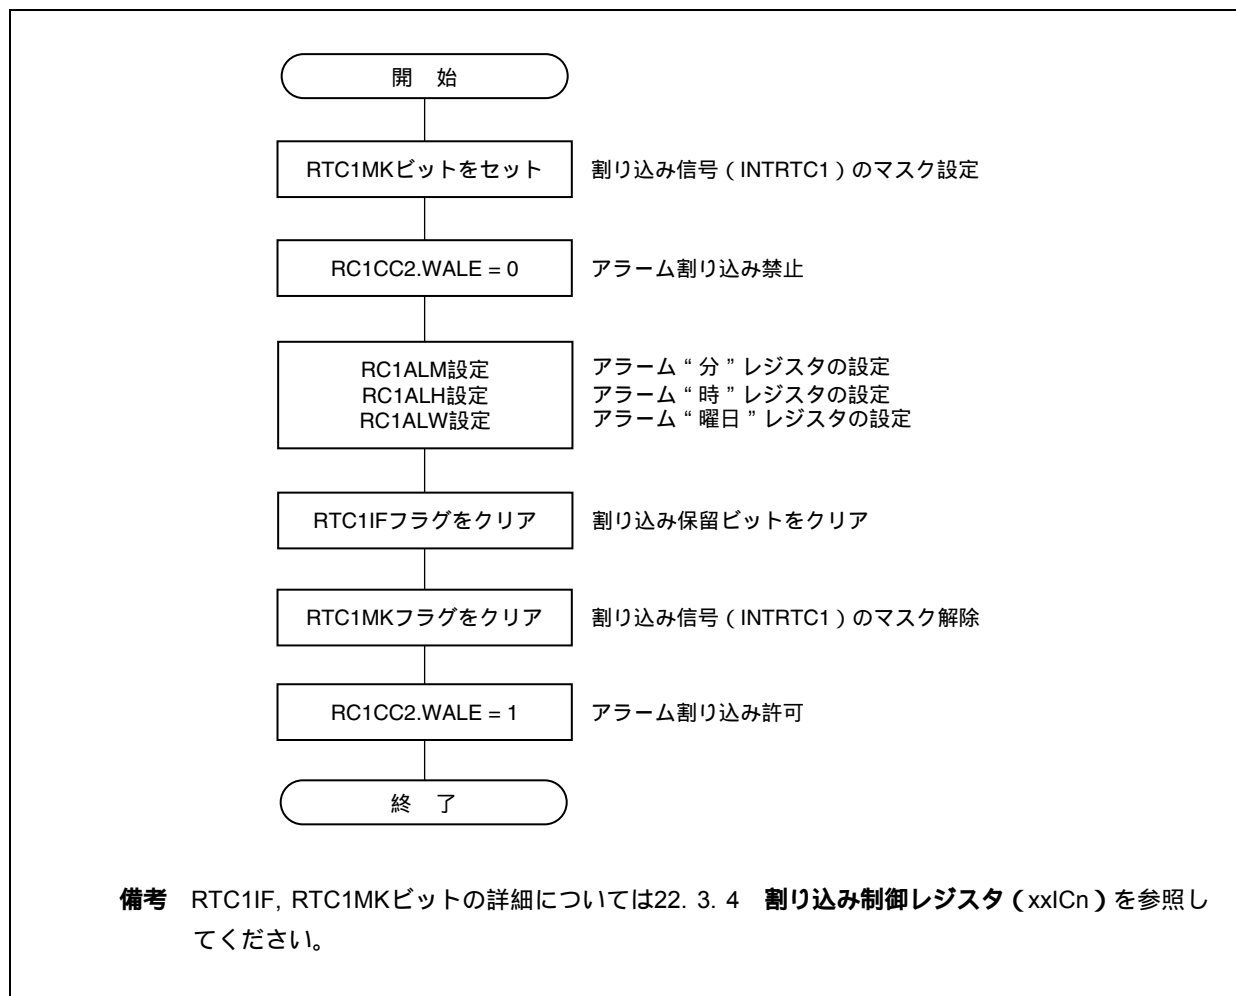 開 始
RTC1MKビットをセット 割り込み信号（INTRTC1）のマスク設定
RC1CC2.WALE = 0 アラーム割り込み禁止
RC1ALM設定 アラーム“分”レジスタの設定
RC1ALH設定 アラーム“時”レジスタの設定
RC1ALW設定 アラーム“曜日”レジスタの設定
RTC1IFフラグをクリア 割り込み保留ビットをクリア
RTC1MKフラグをクリア 割り込み信号（INTRTC1）のマスク解除
RC1CC2.WALE = 1 アラーム割り込み許可
終 了
備考 RTC1IF, RTC1MKビットの詳細については22. 3. 4 割り込み制御レジスタ（xxICn）を参照し
てください。